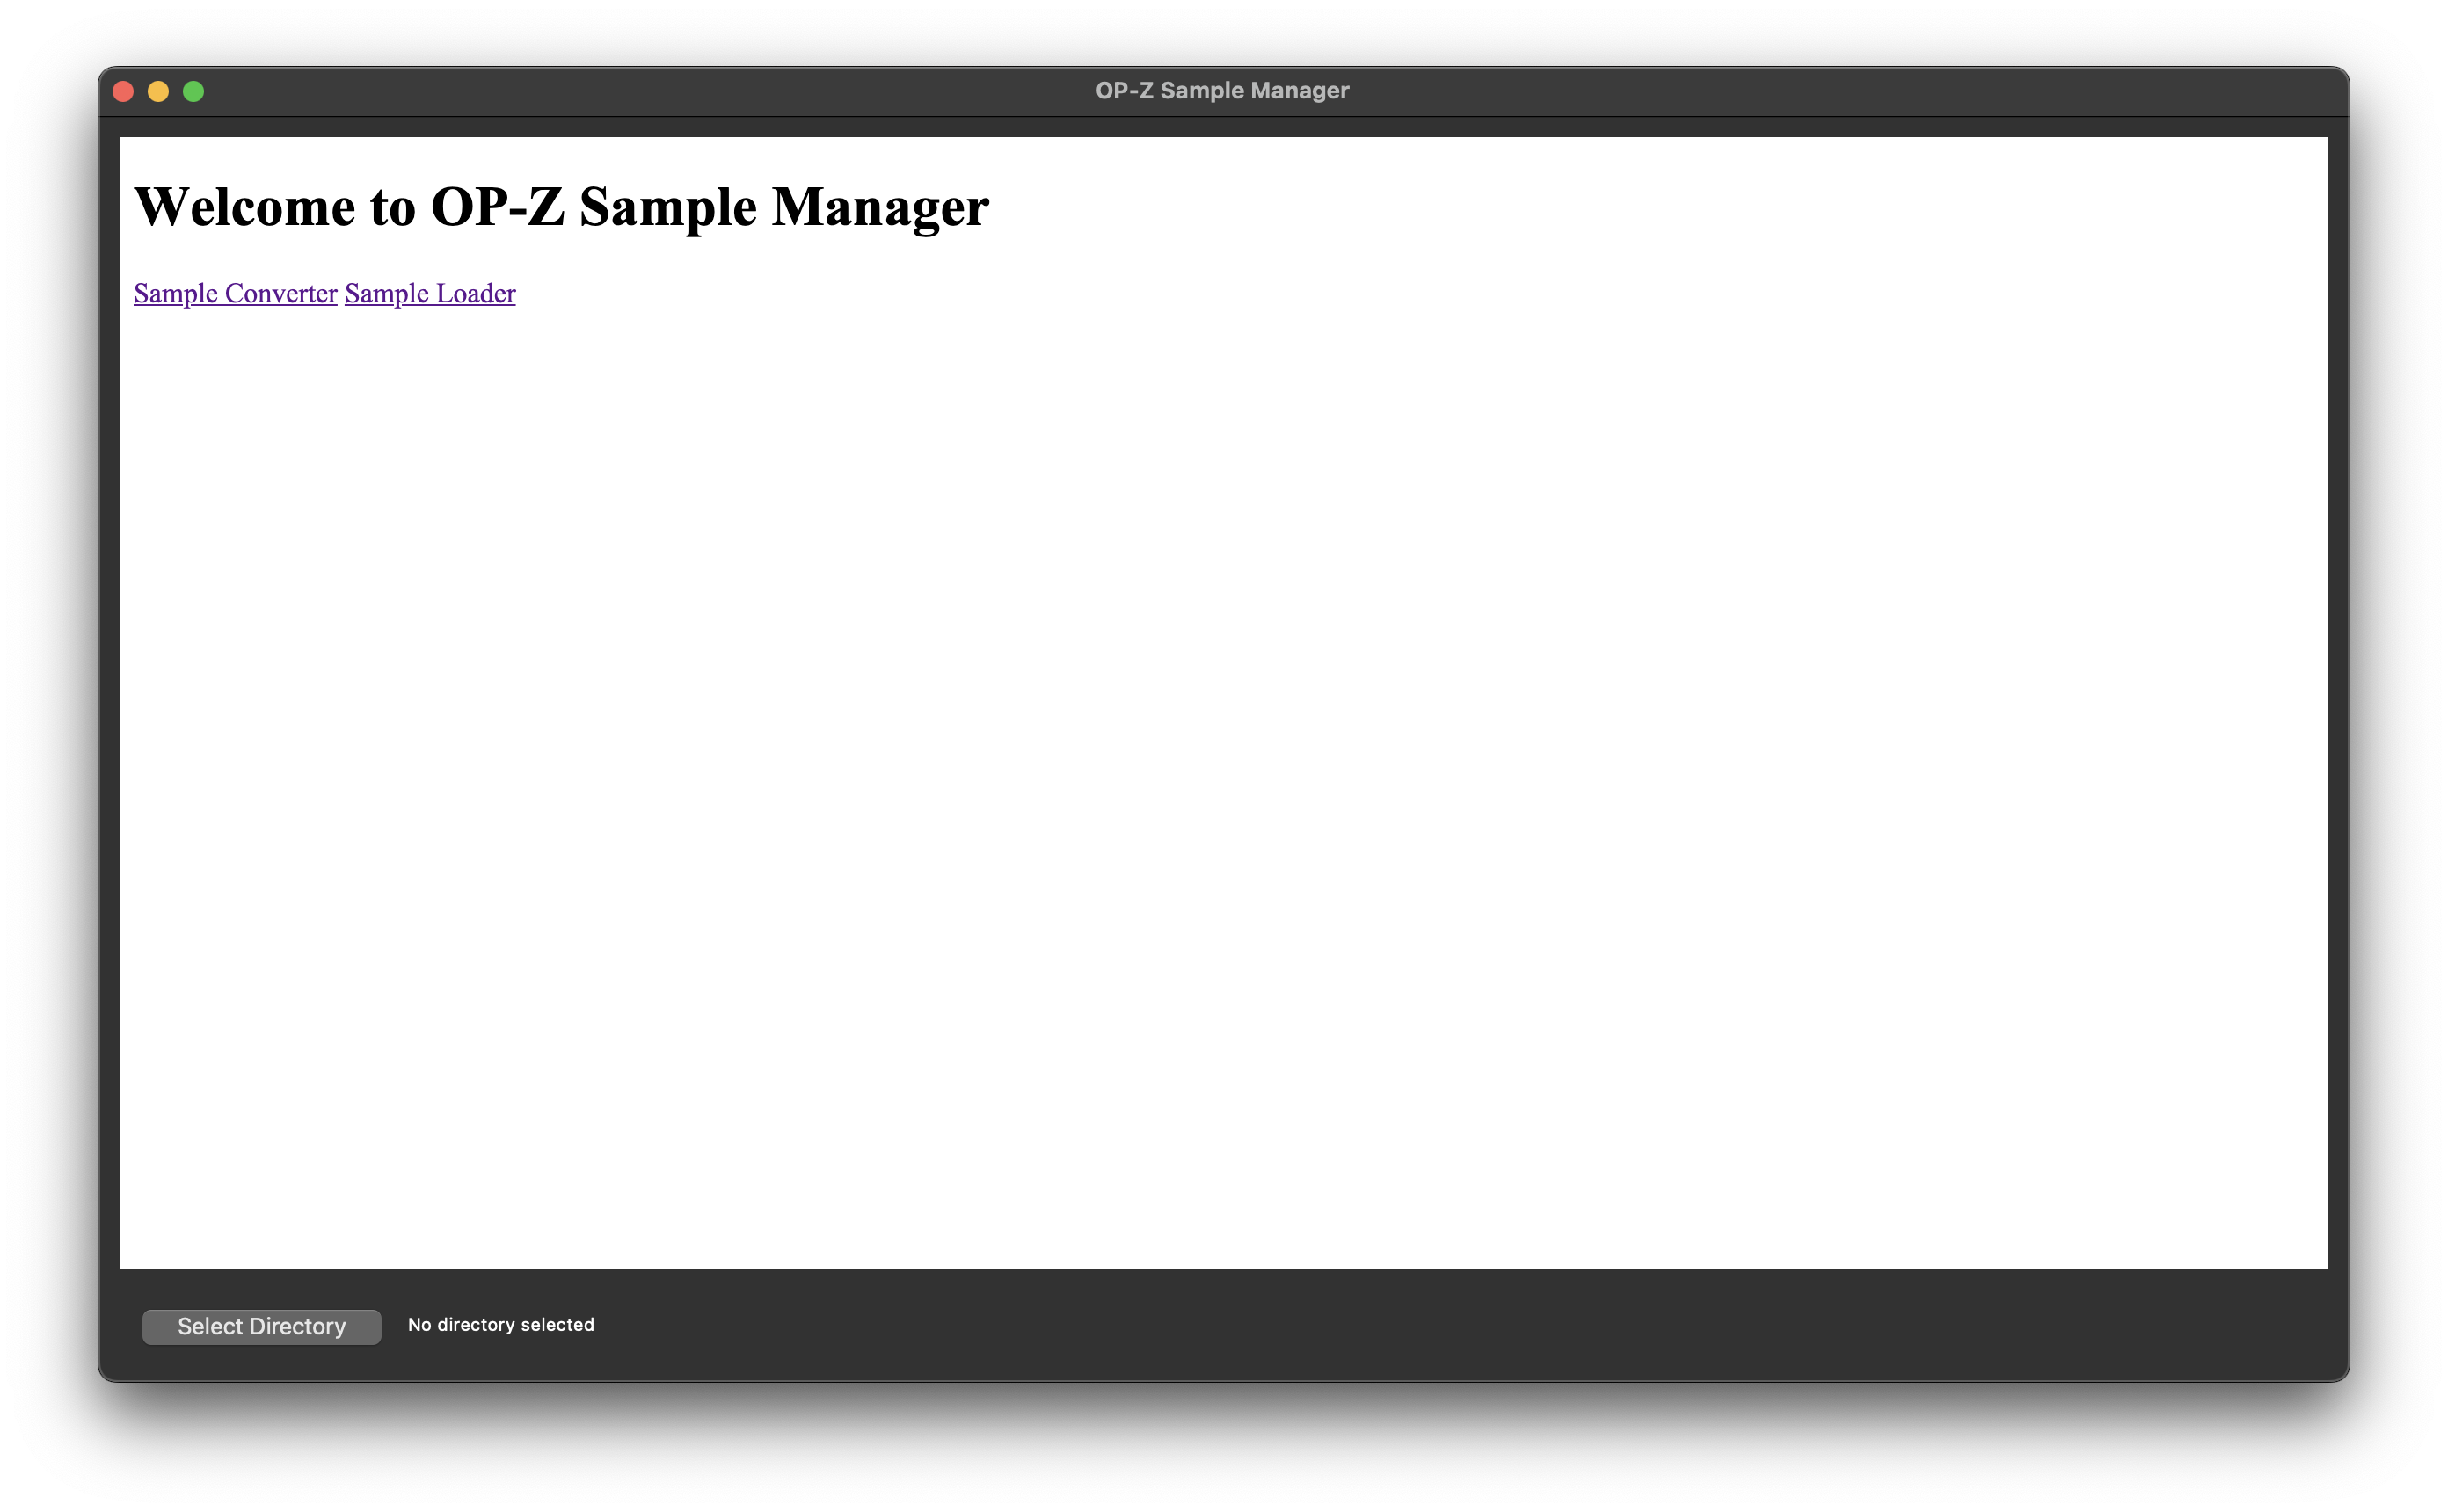 OP-Z Sample Manager
Welcome to OP-Z Sample Manager
Sample Converter Sample Loader
Select Directory No directory selected